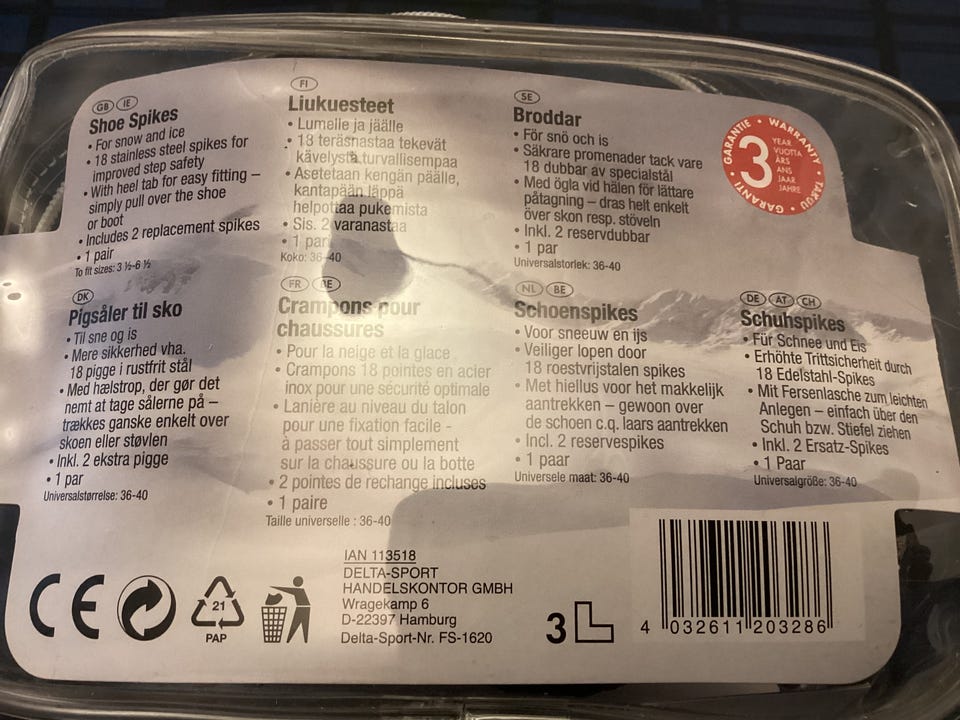 GB IE
Shoe Spikes
• For snow and ice
• 18 stainless steel spikes for
improved step safety
• With heel tab for easy fitting –
simply pull over the shoe
or boot
• Includes 2 replacement spikes
• 1 pair
To fit sizes: 3 ½-6 ½
FI
Liukuesteet
• Lumelle ja jäälle
• 18 teräsnastaa tekevät
kävelystä turvallisempaa
• Asetetaan kengän päälle,
kantapään läppä
helpottaa pukemista
• Sis. 2 varanastaa
• 1 pari
Koko: 36-40
SE
Broddar
• För snö och is
• Säkrare promenader tack vare
18 dubbar av specialstål
• Med ögla vid hälen för lättare
påtagning – dras helt enkelt
över skon resp. stöveln
• Inkl. 2 reservdubbar
• 1 par
Universalstorlek: 36-40
GARANTIE • WARRANTY • TAKUU • GARANTI •
3
YEAR
VUOTTA
ÅRS
ANS
JAAR
JAHRE
DK
Pigsåler til sko
• Til sne og is
• Mere sikkerhed vha.
18 pigge i rustfrit stål
• Med hælstrop, der gør det
nemt at tage sålerne på –
trækkes ganske enkelt over
skoen eller støvlen
• Inkl. 2 ekstra pigge
• 1 par
Universalstørrelse: 36-40
FR BE
Crampons pour
chaussures
• Pour la neige et la glace
• Crampons 18 pointes en acier
inox pour une sécurité optimale
• Lanière au niveau du talon
pour une fixation facile -
à passer tout simplement
sur la chaussure ou la botte
• 2 pointes de rechange incluses
• 1 paire
Taille universelle : 36-40
NL BE
Schoenspikes
• Voor sneeuw en ijs
• Veiliger lopen door
18 roestvrijstalen spikes
• Met hiellus voor het makkelijk
aantrekken – gewoon over
de schoen c.q. laars aantrekken
• Incl. 2 reservespikes
• 1 paar
Universele maat: 36-40
DE AT CH
Schuhspikes
• Für Schnee und Eis
• Erhöhte Trittsicherheit durch
18 Edelstahl-Spikes
• Mit Fersenlasche zum leichten
Anlegen – einfach über den
Schuh bzw. Stiefel ziehen
• Inkl. 2 Ersatz-Spikes
• 1 Paar
Universalgröße: 36-40
CE
21
PAP
IAN 113518
DELTA-SPORT
HANDELSKONTOR GMBH
Wragekamp 6
D-22397 Hamburg
Delta-Sport-Nr. FS-1620
3L
4 032611 203286